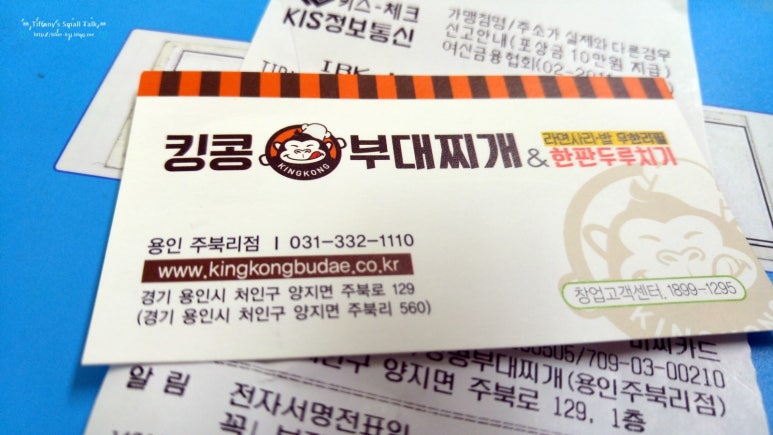 Tiffany's Small Talk
키스-체크
KIS정보통신
가맹점명/주소가 실제와 다른경우
신고안내(포상금 10만원 지급)
여신금융협회(02-
IBK
킹콩 부대찌개 & 한판두루치기
라면사리·밥 무한리필
KINGKONG
용인 주북리점 | 031-332-1110
www.kingkongbudae.co.kr
경기 용인시 처인구 양지면 주북로 129
(경기 용인시 처인구 양지면 주북리 560)
창업고객센터. 1899-1295
KINGKONG
비씨카드
/709-03-00210
부대찌개(용인주북리점)
인구 양지면 주북로 129, 1층
알 림
전자서명전표임